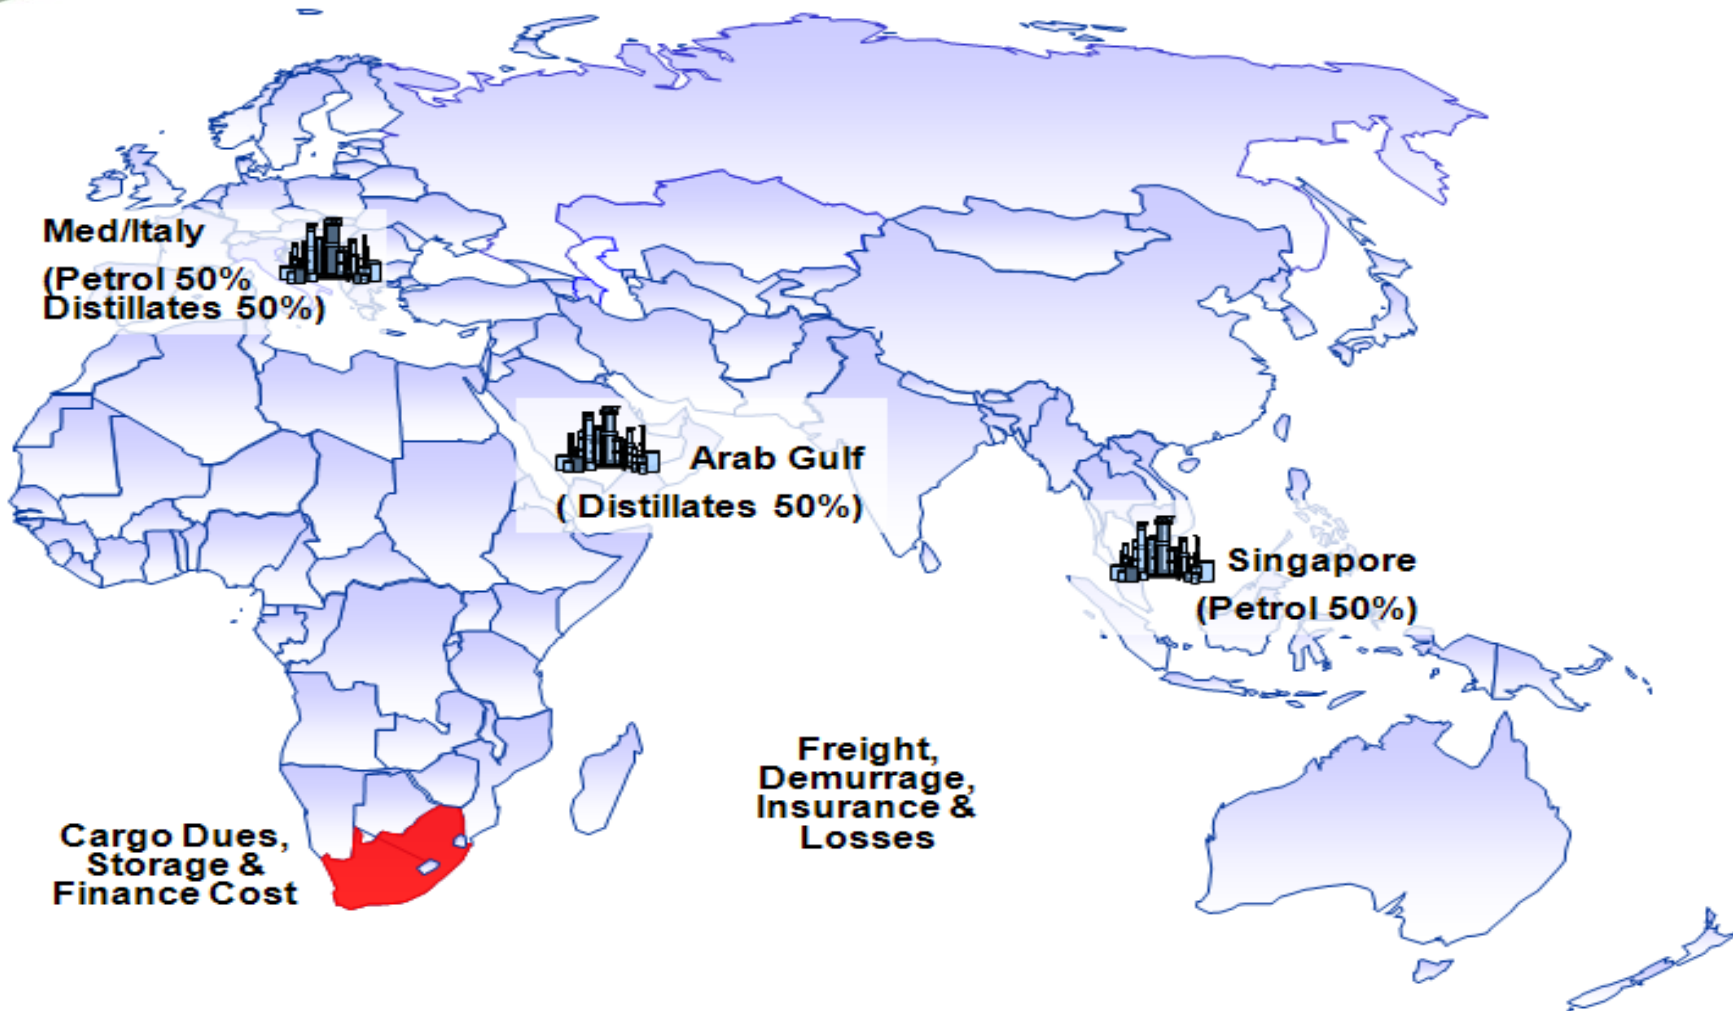 Med/Italy
(Petrol 50%
Distillates 50%)
Arab Gulf
( Distillates 50%)
Singapore
(Petrol 50%)
Freight,
Demurrage,
Insurance &
Losses
Cargo Dues,
Storage &
Finance Cost